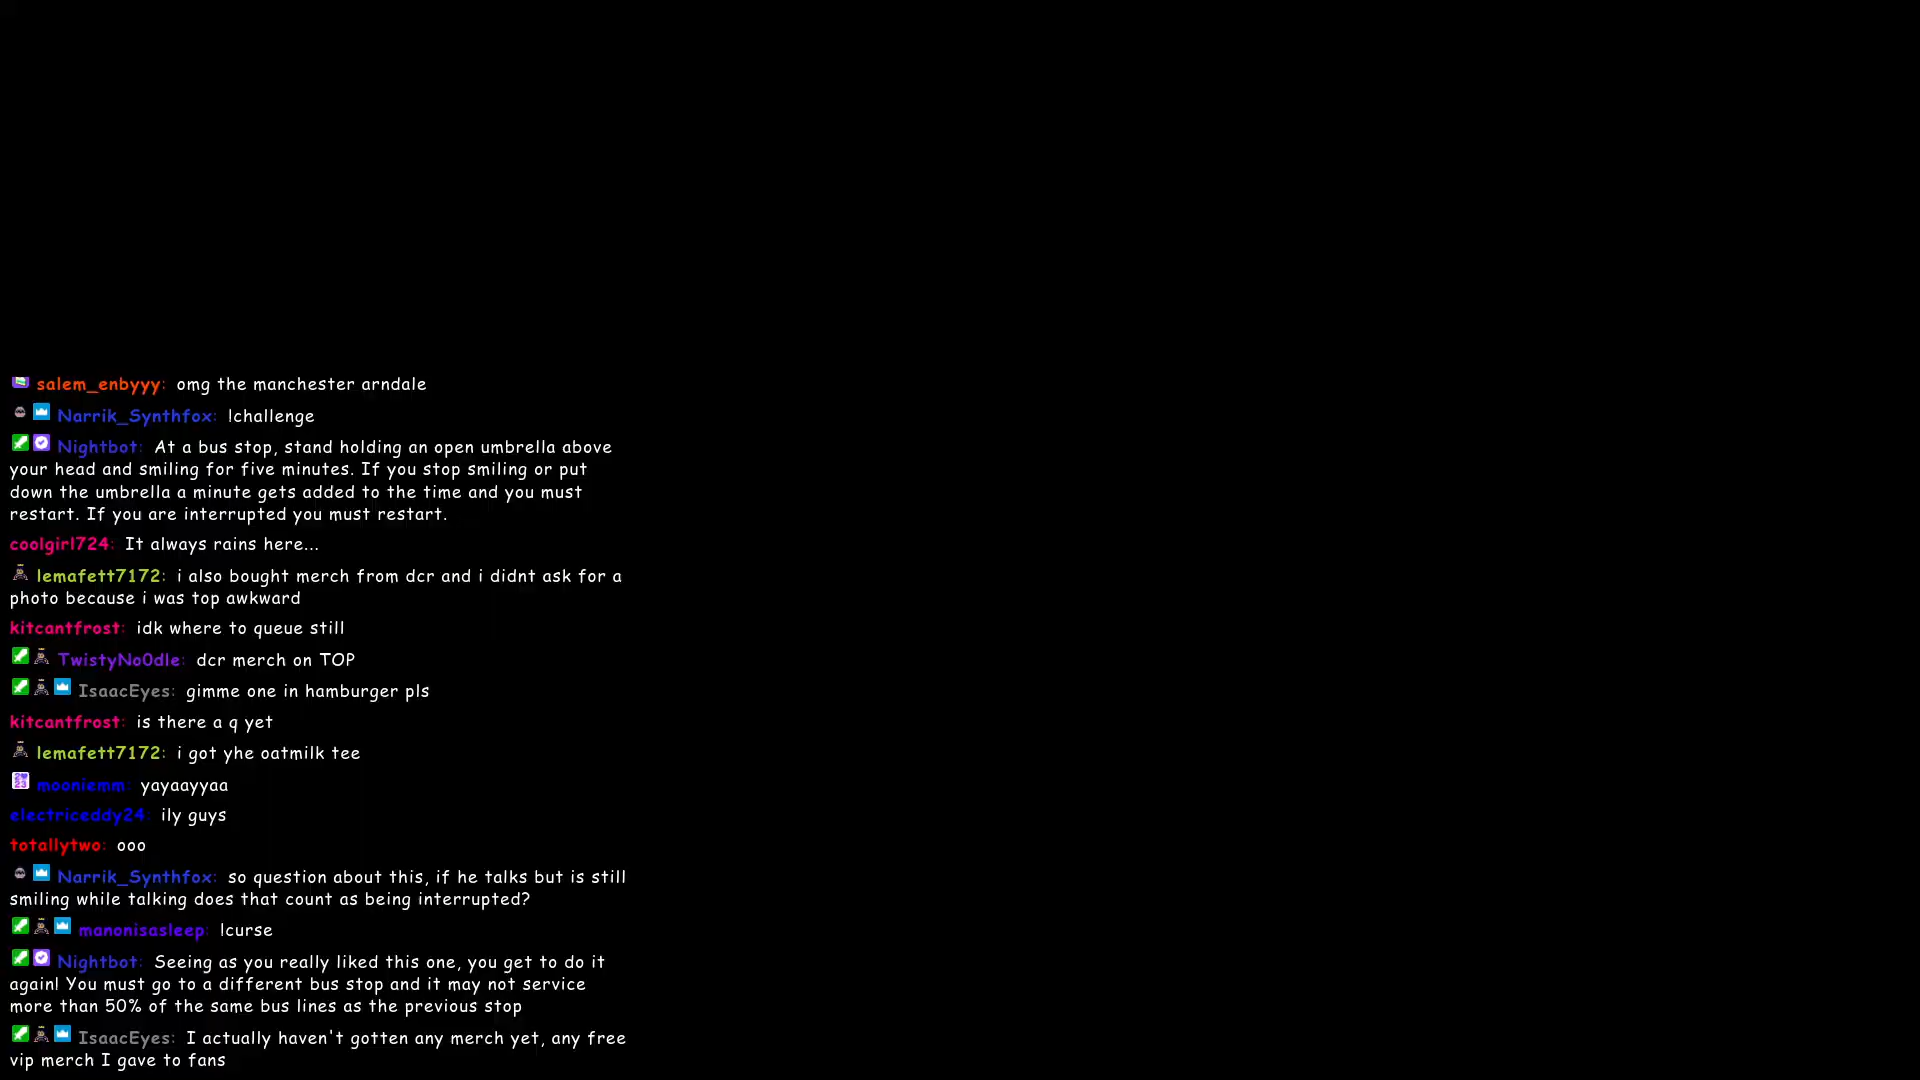 salem_enbyyy: omg the manchester arndale
Narrik_Synthfox: !challenge
Nightbot: At a bus stop, stand holding an open umbrella above
your head and smiling for five minutes. If you stop smiling or put
down the umbrella a minute gets added to the time and you must
restart. If you are interrupted you must restart.
coolgirl724: It always rains here...
lemafett7172: i also bought merch from dcr and i didnt ask for a
photo because i was top awkward
kitcantfrost: idk where to queue still
TwistyNo0dle: dcr merch on TOP
IsaacEyes: gimme one in hamburger pls
kitcantfrost: is there a q yet
lemafett7172: i got yhe oatmilk tee
mooniemm: yayaayyaa
electriceddy24: ily guys
totallytwo: ooo
Narrik_Synthfox: so question about this, if he talks but is still
smiling while talking does that count as being interrupted?
manonisasleep: !curse
Nightbot: Seeing as you really liked this one, you get to do it
again! You must go to a different bus stop and it may not service
more than 50% of the same bus lines as the previous stop
IsaacEyes: I actually haven't gotten any merch yet, any free
vip merch I gave to fans